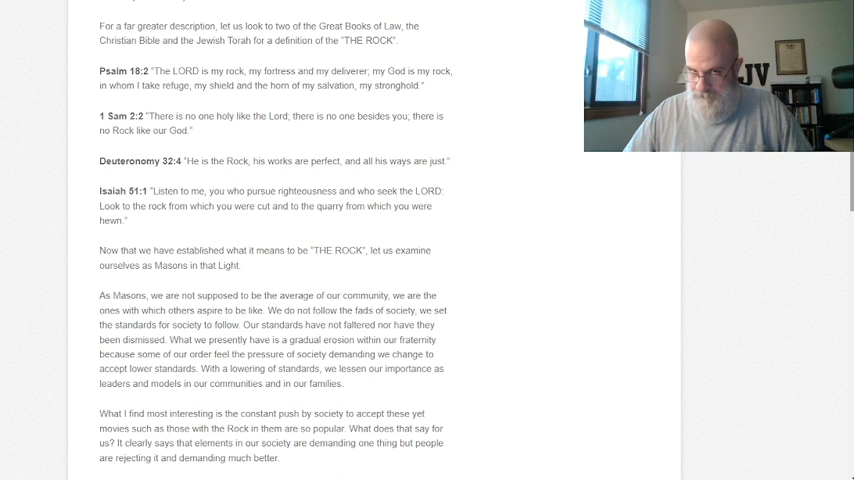 For a far greater description, let us look to two of the Great Books of Law, the
Christian Bible and the Jewish Torah for a definition of the "THE ROCK".
Psalm 18:2 "The LORD is my rock, my fortress and my deliverer; my God is my rock,
in whom I take refuge, my shield and the horn of my salvation, my stronghold."
1 Sam 2:2 "There is no one holy like the Lord; there is no one besides you; there is
no Rock like our God."
Deuteronomy 32:4 "He is the Rock, his works are perfect, and all his ways are just."
Isaiah 51:1 "Listen to me, you who pursue righteousness and who seek the LORD:
Look to the rock from which you were cut and to the quarry from which you were
hewn."
Now that we have established what it means to be "THE ROCK", let us examine
ourselves as Masons in that Light.
As Masons, we are not supposed to be the average of our community, we are the
ones with which others aspire to be like. We do not follow the fads of society, we set
the standards for society to follow. Our standards have not faltered nor have they
been dismissed. What we presently have is a gradual erosion within our fraternity
because some of our order feel the pressure of society demanding we change to
accept lower standards. With a lowering of standards, we lessen our importance as
leaders and models in our communities and in our families.
What I find most interesting is the constant push by society to accept these yet
movies such as those with the Rock in them are so popular. What does that say for
us? It clearly says that elements in our society are demanding one thing but people
are rejecting it and demanding much better.
JV